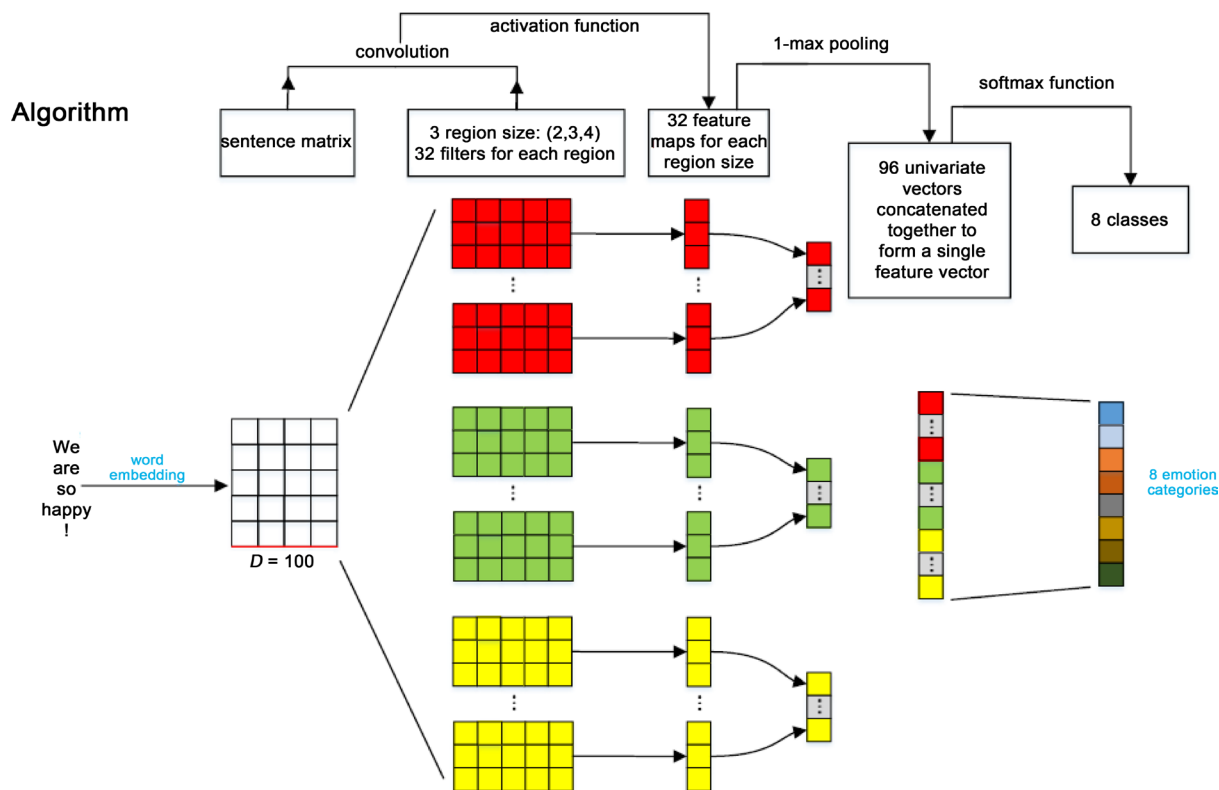 activation function
convolution
1-max pooling
softmax function
Algorithm
sentence matrix
3 region size: (2,3,4)
32 filters for each region
32 feature
maps for each
region size
96 univariate
vectors
concatenated
together to
form a single
feature vector
8 classes
We
are
so
happy
!
word
embedding
D = 100
8 emotion
categories